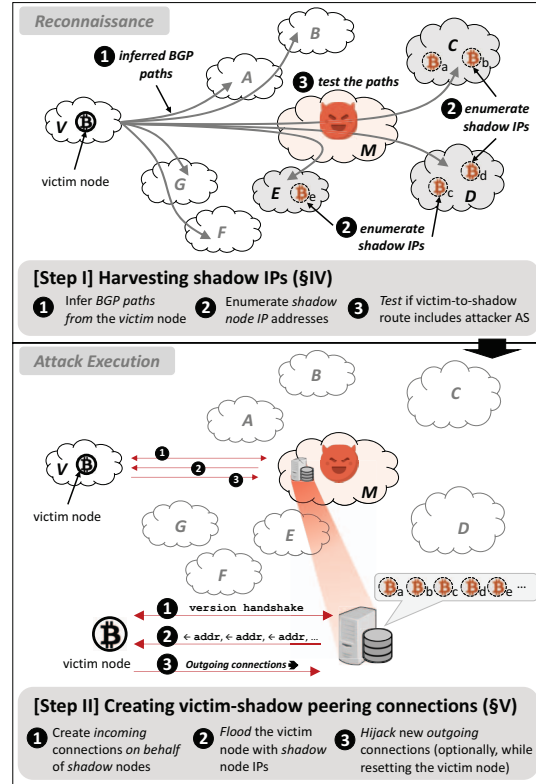 Reconnaissance
B
1 inferred BGP
paths
A
3 test the paths
C
a
b
V
victim node
M
2 enumerate
shadow IPs
G
E
e
d
c
D
F
2 enumerate
shadow IPs
[Step I] Harvesting shadow IPs (§IV)
1 Infer BGP paths
from the victim node
2 Enumerate shadow
node IP addresses
3 Test if victim-to-shadow
route includes attacker AS
Attack Execution
B
C
A
V
1
2
3
M
victim node
G
E
D
F
a b c d e ...
1 version handshake
2 ← addr, ← addr, ← addr, ...
victim node
3 Outgoing connections
[Step II] Creating victim-shadow peering connections (§V)
1 Create incoming
connections on behalf
of shadow nodes
2 Flood the victim
node with shadow
node IPs
3 Hijack new outgoing
connections (optionally, while
resetting the victim node)